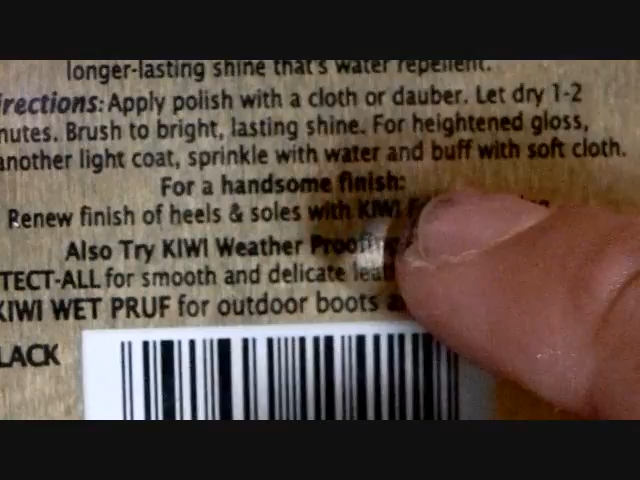 longer-lasting shine that's water repellent.
irections: Apply polish with a cloth or dauber. Let dry 1-2
nutes. Brush to bright, lasting shine. For heightened gloss,
another light coat, sprinkle with water and buff with soft cloth.
For a handsome finish:
Renew finish of heels & soles with KIWI
Also Try KIWI Weather Proofing
TECT-ALL for smooth and delicate
KIWI WET PRUF for outdoor boots
LACK